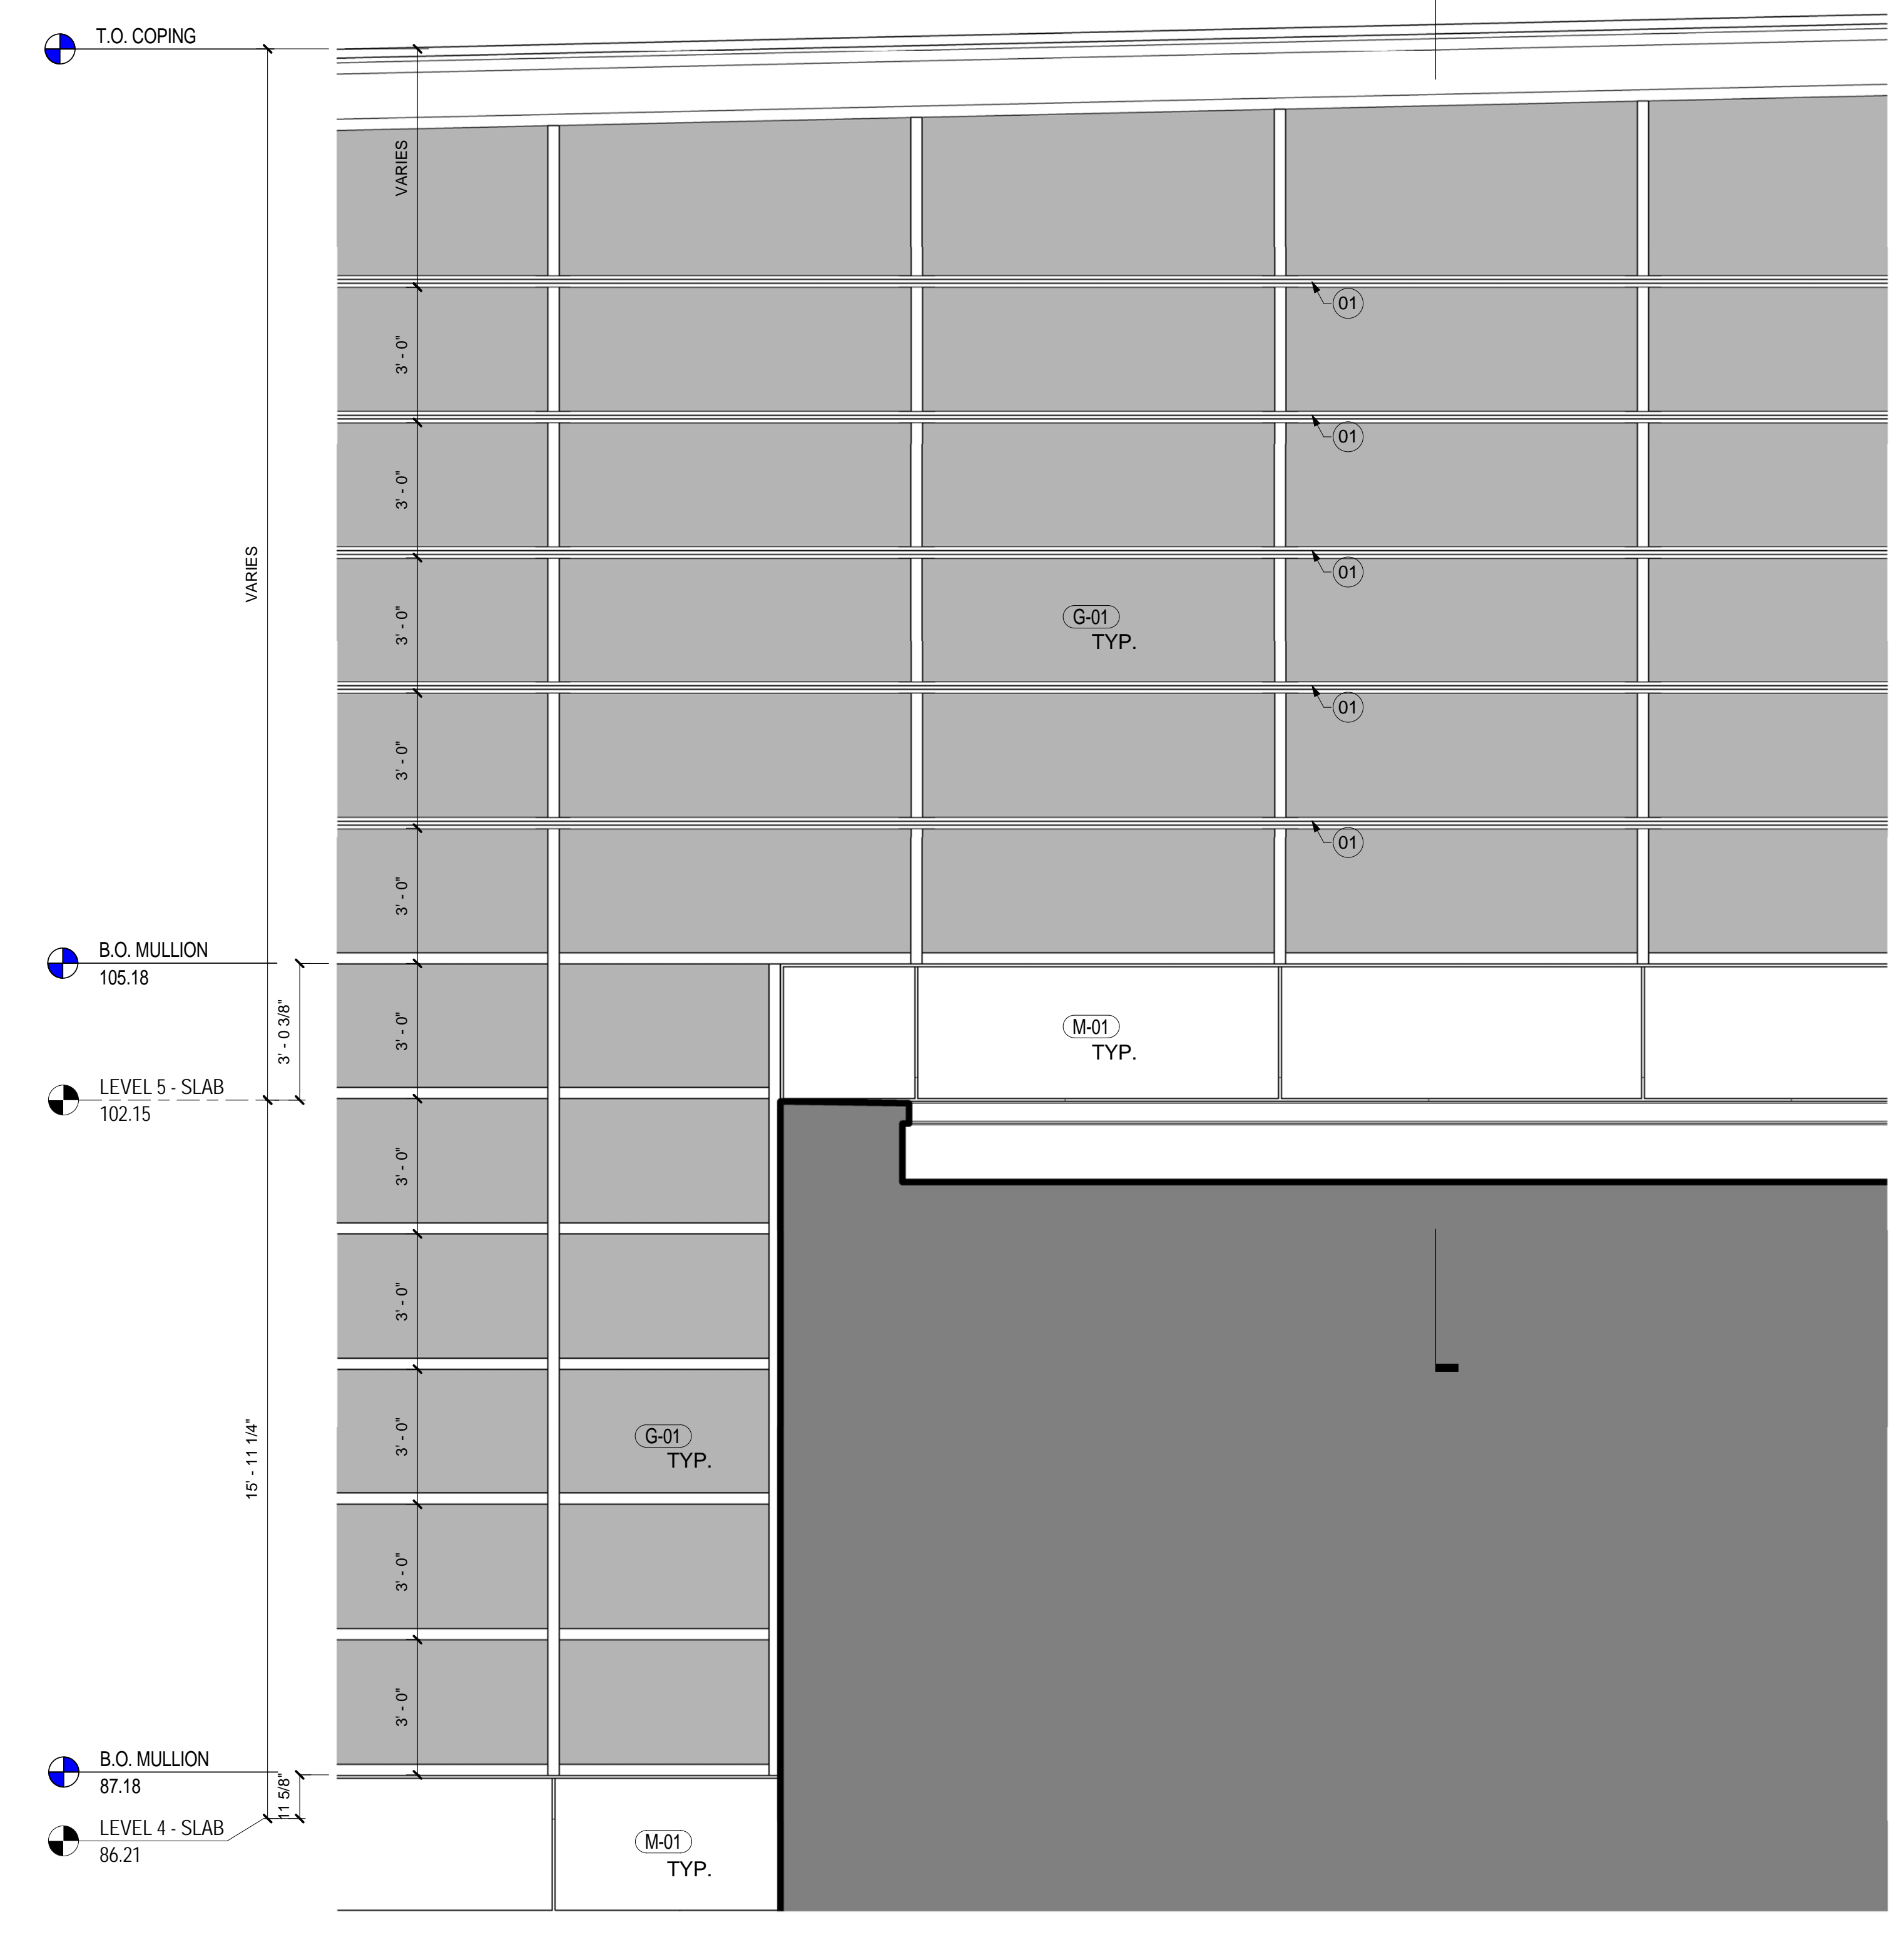 T.O. COPING
VARIES
01
3' - 0"
01
3' - 0"
VARIES
01
G-01
TYP.
3' - 0"
01
3' - 0"
01
3' - 0"
B.O. MULLION
105.18
3' - 0 3/8"
3' - 0"
M-01
TYP.
LEVEL 5 - SLAB
102.15
3' - 0"
3' - 0"
15' - 11 1/4"
3' - 0"
G-01
TYP.
3' - 0"
3' - 0"
B.O. MULLION
87.18
11 5/8"
LEVEL 4 - SLAB
86.21
M-01
TYP.